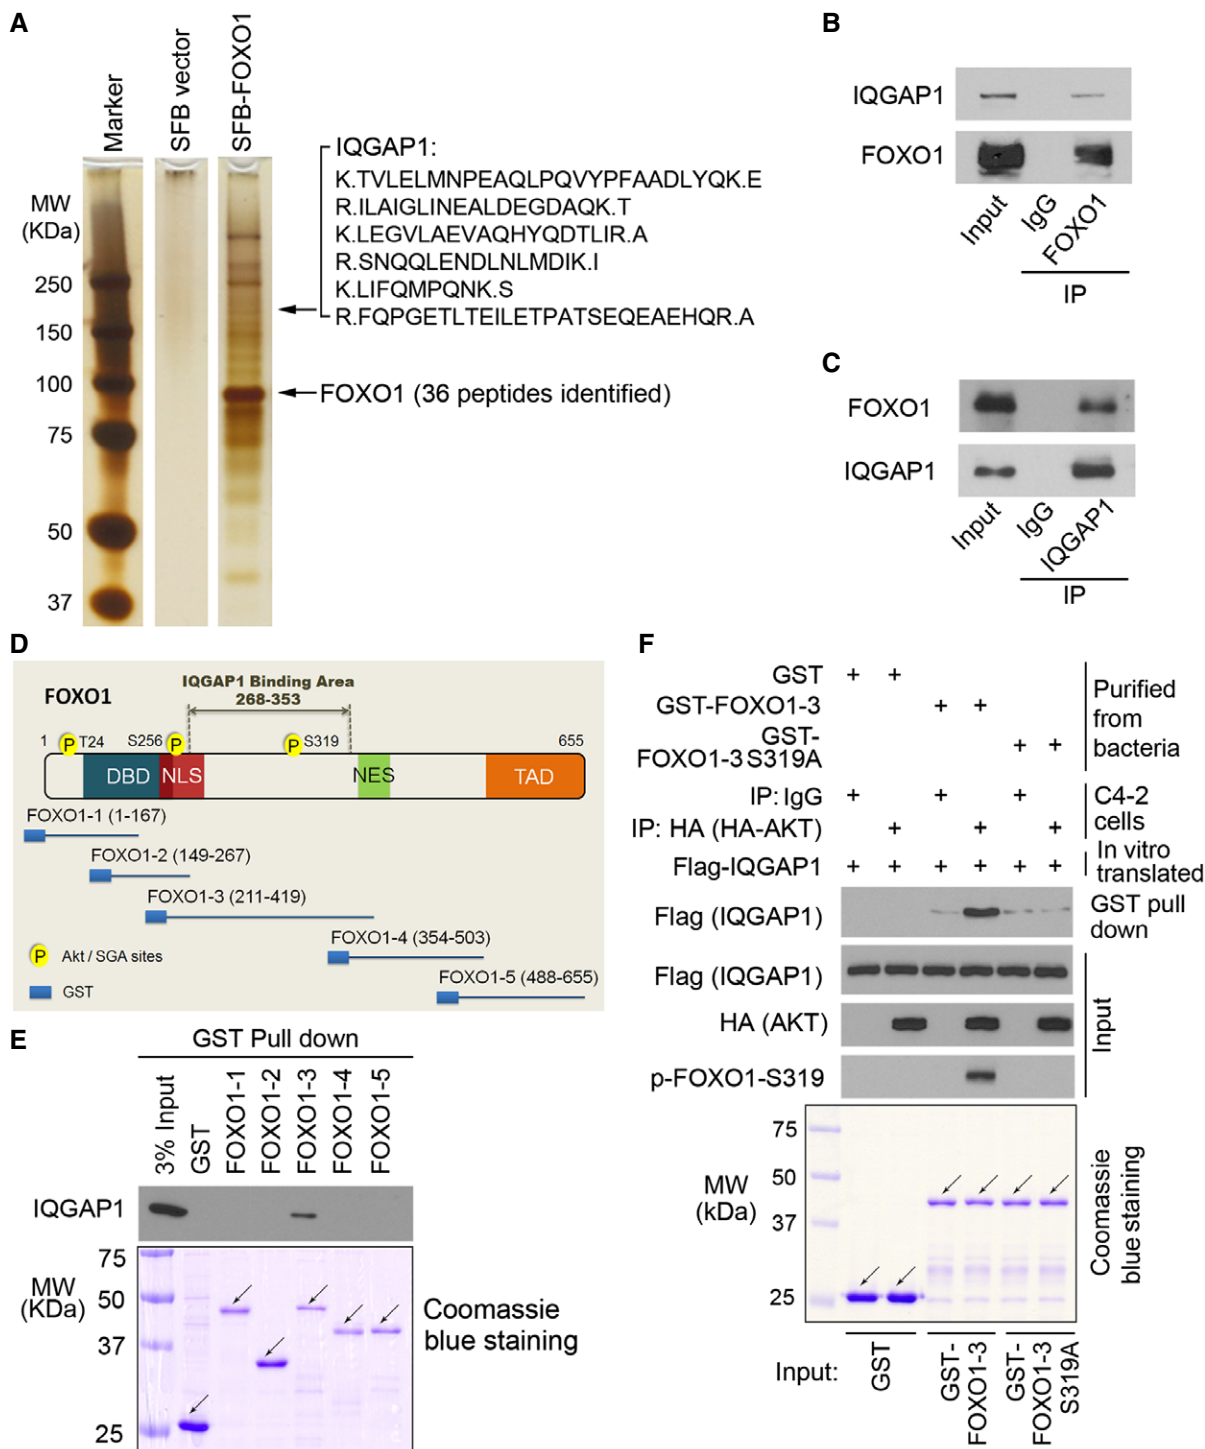 A
Marker
SFB vector
SFB-FOXO1
MW
(KDa)
250
150
100
75
50
37
IQGAP1:
K.TVLELMNPEAQLPQVYPFAADLYQK.E
R.ILAIGLINEALDEGDAQK.T
K.LEGVLAEVAQHYQDTLIR.A
R.SNQQLENDLNLMDIK.I
K.LIFQMPQNK.S
R.FQPGETLTEILETPATSEQEAEHQR.A
FOXO1 (36 peptides identified)
B
IQGAP1
FOXO1
Input
IgG
FOXO1
IP
C
FOXO1
IQGAP1
Input
IgG
IQGAP1
IP
D
FOXO1
IQGAP1 Binding Area
268-353
1
P
T24
S256
P
P
S319
655
DBD
NLS
NES
TAD
FOXO1-1 (1-167)
FOXO1-2 (149-267)
FOXO1-3 (211-419)
FOXO1-4 (354-503)
FOXO1-5 (488-655)
P
Akt / SGA sites
GST
E
GST Pull down
3% Input
GST
FOXO1-1
FOXO1-2
FOXO1-3
FOXO1-4
FOXO1-5
IQGAP1
MW
(KDa)
75
50
37
25
Coomassie
blue staining
F
GST + +
GST-FOXO1-3 + +
GST-
FOXO1-3 S319A + +
Purified
from
bacteria
IP: IgG + + +
IP: HA (HA-AKT) + + +
C4-2
cells
Flag-IQGAP1 + + + + + +
In vitro
translated
Flag (IQGAP1)
GST pull
down
Flag (IQGAP1)
HA (AKT)
p-FOXO1-S319
Input
MW
(kDa)
75
50
37
25
Coomassie
blue staining
Input:
GST
GST-
FOXO1-3
GST-
FOXO1-3
S319A